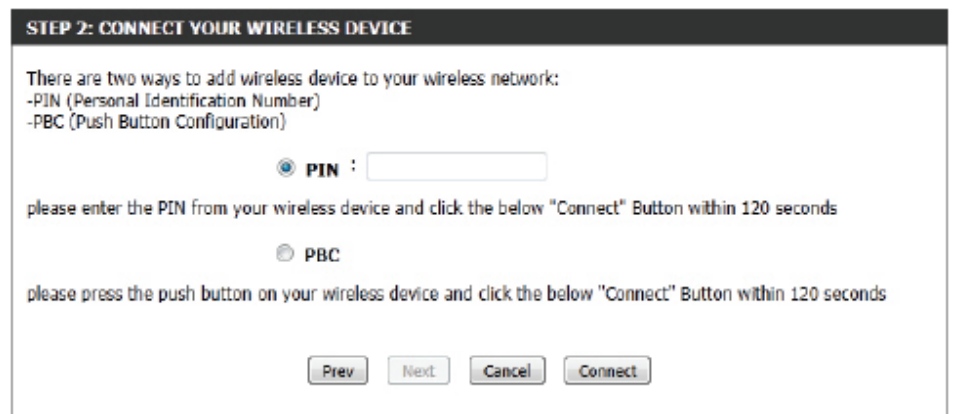 STEP 2: CONNECT YOUR WIRELESS DEVICE
There are two ways to add wireless device to your wireless network:
-PIN (Personal Identification Number)
-PBC (Push Button Configuration)
PIN :
please enter the PIN from your wireless device and click the below "Connect" Button within 120 seconds
PBC
please press the push button on your wireless device and click the below "Connect" Button within 120 seconds
Prev Next Cancel Connect